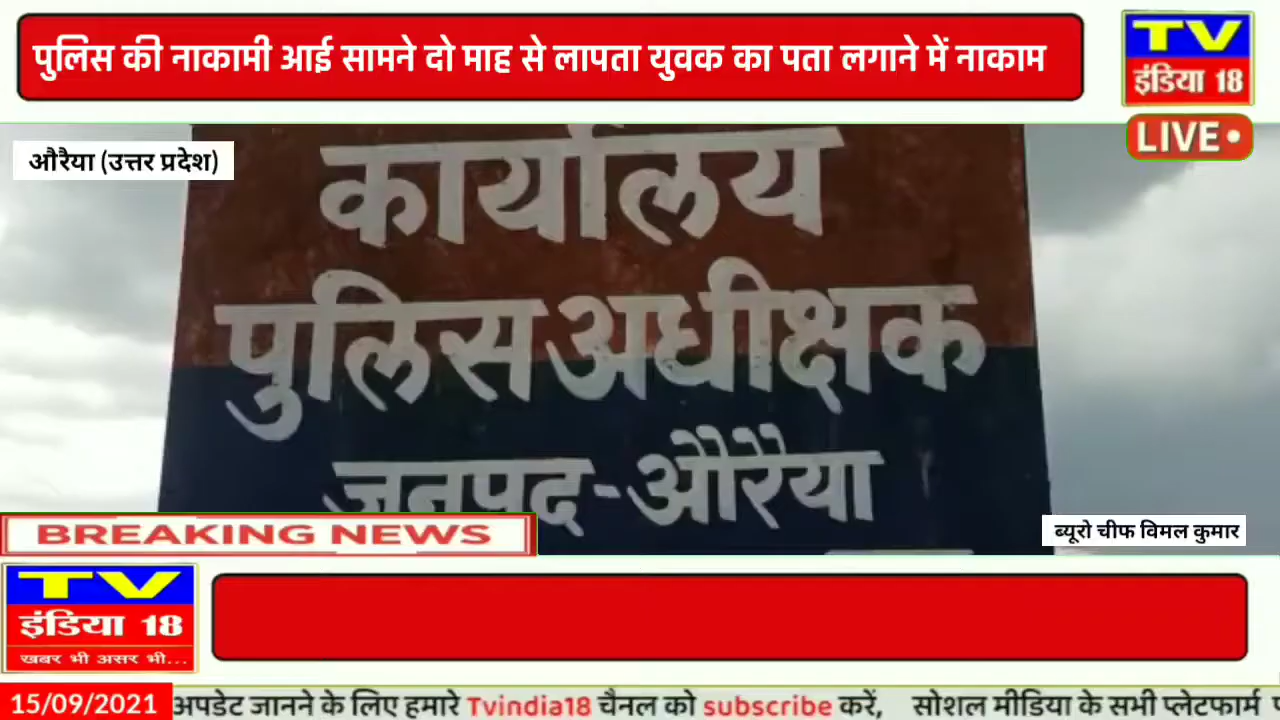 पुलिस की नाकामी आई सामने दो माह से लापता युवक का पता लगाने में नाकाम
TV
इंडिया 18
LIVE
औरैया (उत्तर प्रदेश)
कार्यालय
पुलिस अधीक्षक
जनपद-औरैया
BREAKING NEWS
ब्यूरो चीफ विमल कुमार
TV
इंडिया 18
खबर भी असर भी...
15/09/2021 अपडेट जानने के लिए हमारे Tvindia18 चैनल को subscribe करें, सोशल मीडिया के सभी प्लेटफार्म